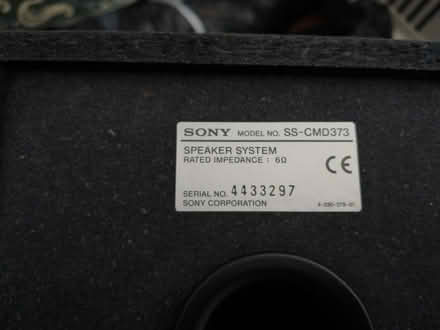 SONY MODEL NO. SS-CMD373
SPEAKER SYSTEM
RATED IMPEDANCE : 6Ω
CE
SERIAL NO. 4433297
SONY CORPORATION